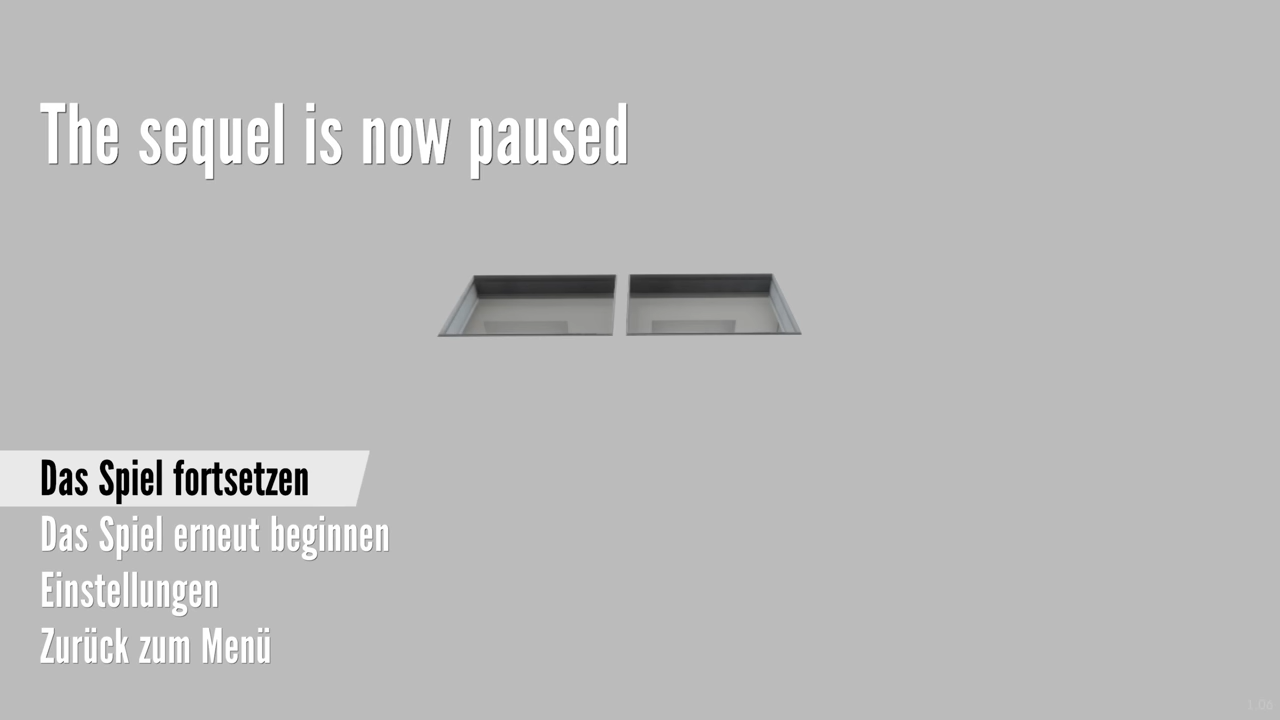 The sequel is now paused
Das Spiel fortsetzen
Das Spiel erneut beginnen
Einstellungen
Zurück zum Menü